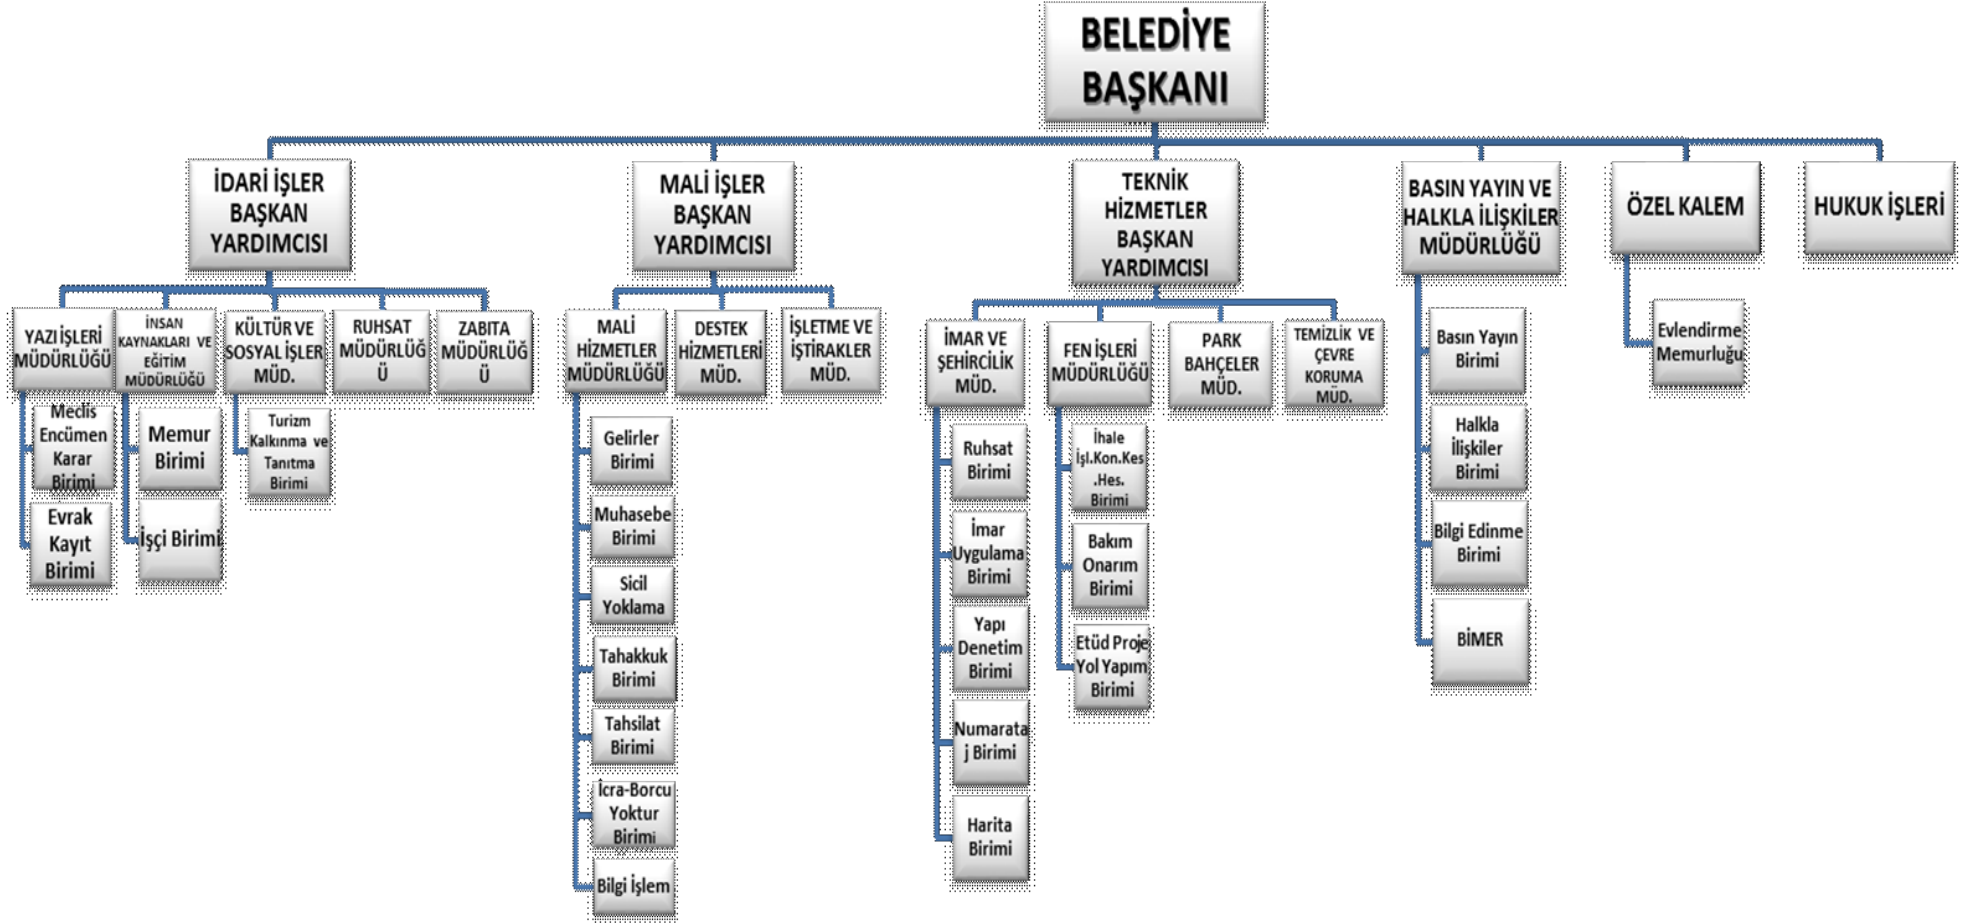 BELEDİYE
BAŞKANI
İDARİ İŞLER
BAŞKAN
YARDIMCISI
MALİ İŞLER
BAŞKAN
YARDIMCISI
TEKNİK
HİZMETLER
BAŞKAN
YARDIMCISI
BASIN YAYIN VE
HALKLA İLİŞKİLER
MÜDÜRLÜĞÜ
ÖZEL KALEM
HUKUK İŞLERİ
YAZI İŞLERİ
MÜDÜRLÜĞÜ
İNSAN
KAYNAKLARI VE
EĞİTİM
MÜDÜRLÜĞÜ
KÜLTÜR VE
SOSYAL İŞLER
MÜD.
RUHSAT
MÜDÜRLÜĞ
Ü
ZABITA
MÜDÜRLÜĞ
Ü
MALİ
HİZMETLER
MÜDÜRLÜĞÜ
DESTEK
HİZMETLERİ
MÜD.
İŞLETME VE
İŞTİRAKLER
MÜD.
İMAR VE
ŞEHİRCİLİK
MÜD.
FEN İŞLERİ
MÜDÜRLÜĞÜ
PARK
BAHÇELER
MÜD.
TEMİZLİK VE
ÇEVRE
KORUMA
MÜD.
Meclis
Encümen
Karar
Birimi
Evrak
Kayıt
Birimi
Memur
Birimi
İşçi Birimi
Turizm
Kalkınma ve
Tanıtma
Birimi
Gelirler
Birimi
Muhasebe
Birimi
Sicil
Yoklama
Tahakkuk
Birimi
Tahsilat
Birimi
İcra-Borcu
Yoktur
Birimi
Bilgi İşlem
Ruhsat
Birimi
İmar
Uygulama
Birimi
Yapı
Denetim
Birimi
Numarata
j Birimi
Harita
Birimi
İhale
İşl.Kon.Kes
.Hes.
Birimi
Bakım
Onarım
Birimi
Etüd Proje
Yol Yapım
Birimi
Basın Yayın
Birimi
Halkla
İlişkiler
Birimi
Bilgi Edinme
Birimi
BİMER
Evlendirme
Memurluğu